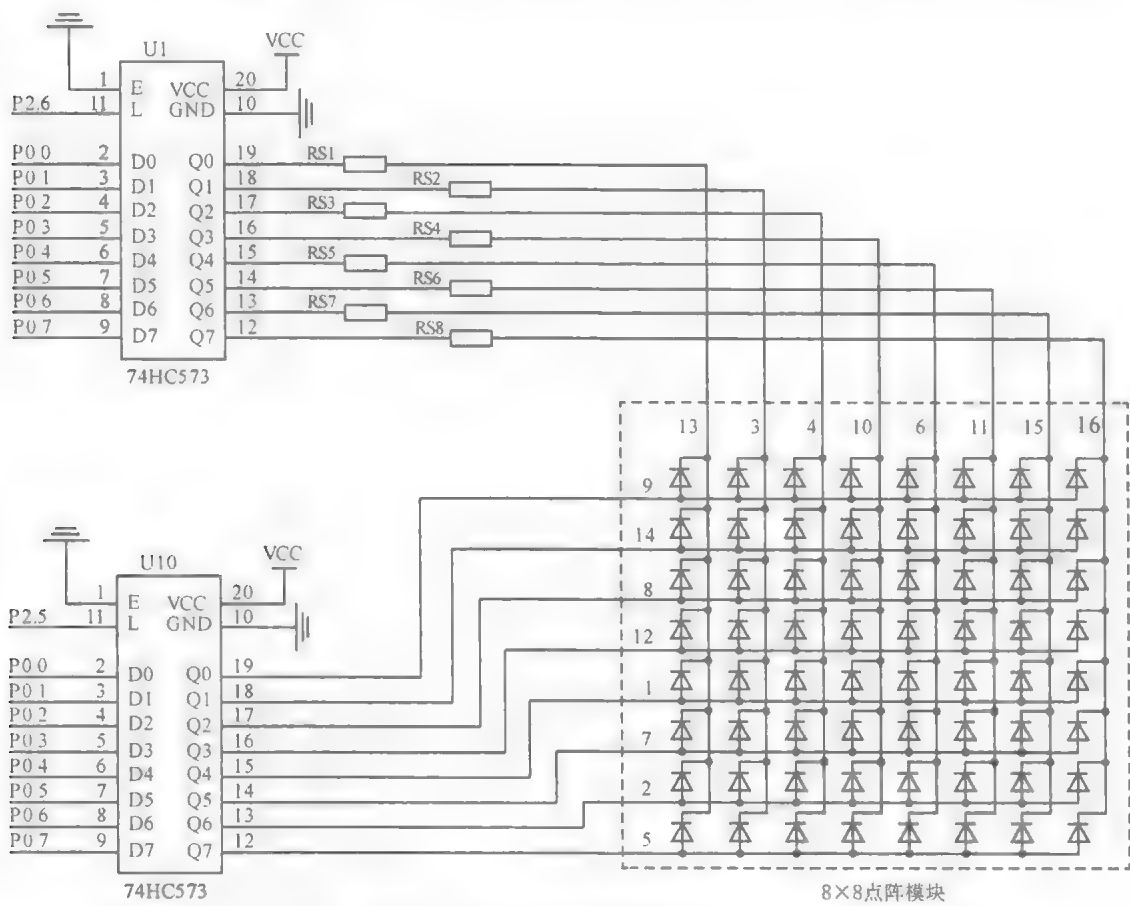 U1
VCC
1 E VCC 20
P2.6 11 L GND 10
P0 0 2 D0 Q0 19 RS1
P0 1 3 D1 Q1 18 RS2
P0 2 4 D2 Q2 17 RS3
P0 3 5 D3 Q3 16 RS4
P0 4 6 D4 Q4 15 RS5
P0 5 7 D5 Q5 14 RS6
P0 6 8 D6 Q6 13 RS7
P0 7 9 D7 Q7 12 RS8
74HC573
13 3 4 10 6 11 15 16
9
14
8
12
1
7
2
5
U10
VCC
1 E VCC 20
P2.5 11 L GND 10
P0 0 2 D0 Q0 19
P0 1 3 D1 Q1 18
P0 2 4 D2 Q2 17
P0 3 5 D3 Q3 16
P0 4 6 D4 Q4 15
P0 5 7 D5 Q5 14
P0 6 8 D6 Q6 13
P0 7 9 D7 Q7 12
74HC573
8×8点阵模块